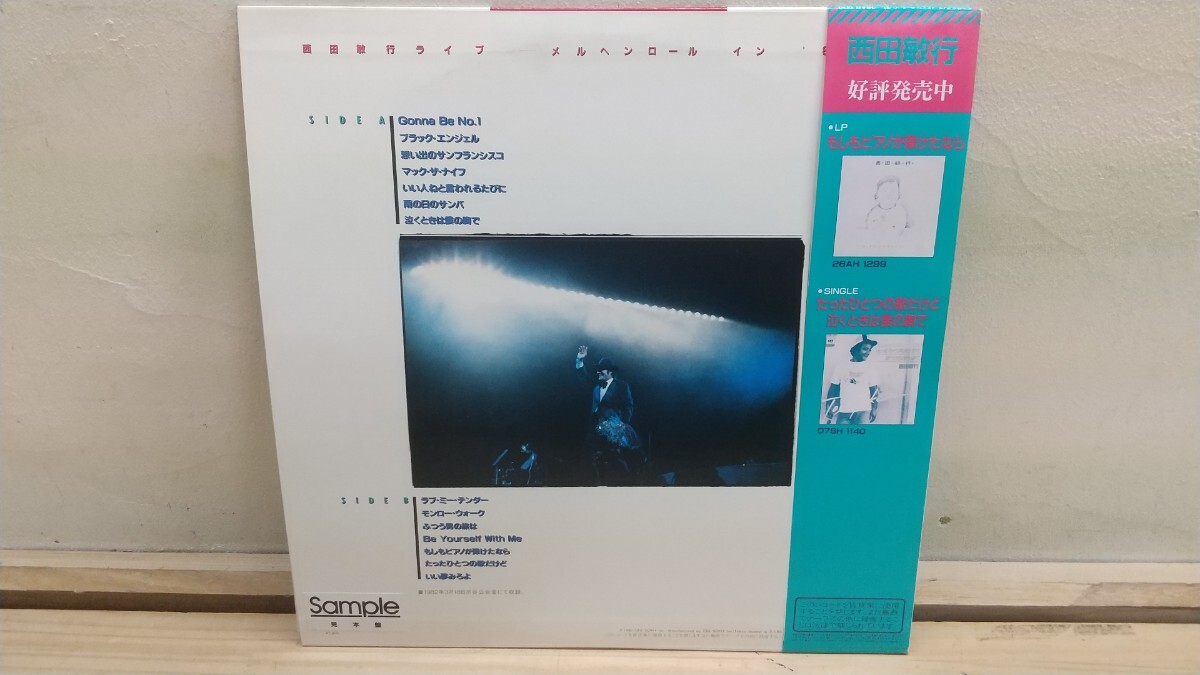 西田敏行ライブ メルヘンロール イン '8
SIDE A
Gonna Be No.1
ブラック・エンジェル
想い出のサンフランシスコ
マック・ザ・ナイフ
いい人ねと言われるたびに
雨の日のサンバ
泣くときは僕の胸で
SIDE B
ラブ・ミー・テンダー
モンロー・ウォーク
ふつう男の旅は
Be Yourself With Me
もしもピアノが弾けたなら
たったひとつの歌だけど
いい夢みろよ
Sample
見本盤
西田敏行
好評発売中
•LP
もしもピアノが弾けたなら
28AH 1299
•SINGLE
たったひとつの歌だけど
泣くときは僕の胸で
07SH 1140